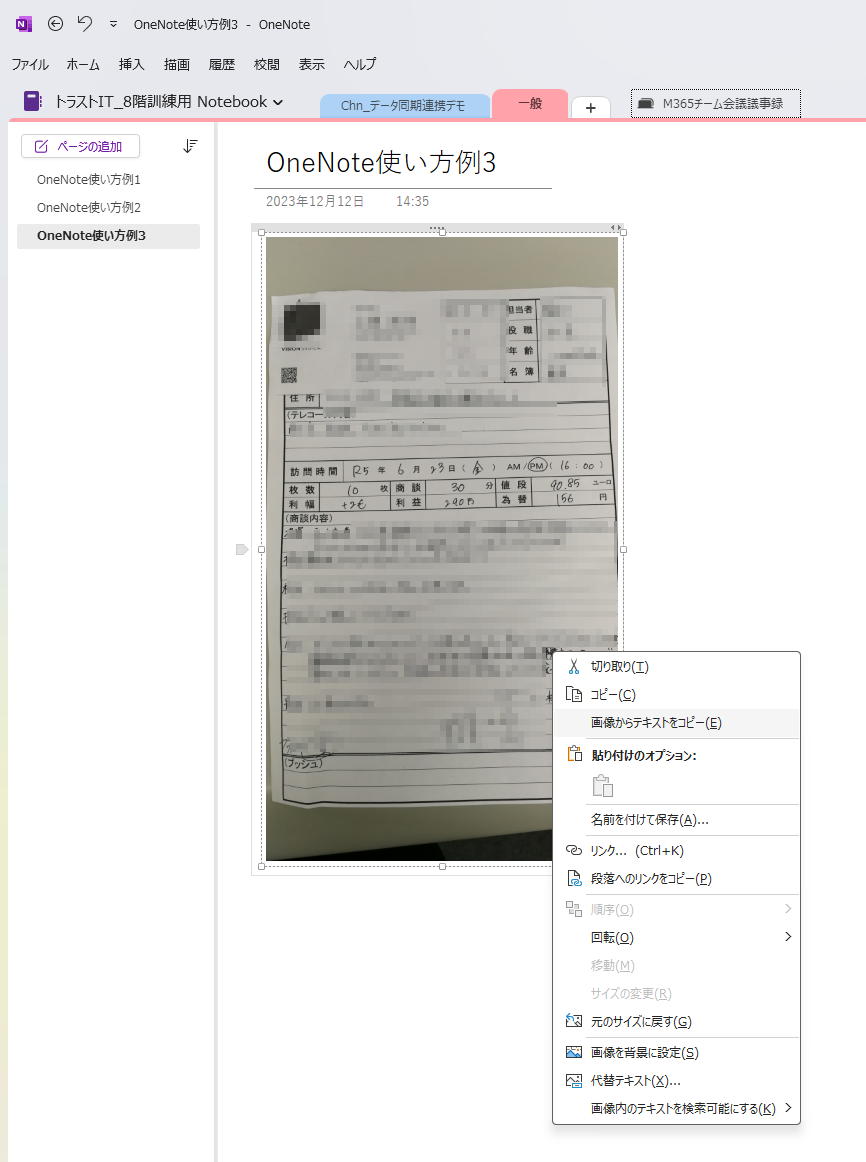 OneNote使い方例3 - OneNote
ファイル ホーム 挿入 描画 履歴 校閲 表示 ヘルプ
トラストIT_8階訓練用 Notebook
Chn_データ同期連携デモ
一般
+
M365チーム会議議事録
ページの追加
OneNote使い方例1
OneNote使い方例2
OneNote使い方例3
OneNote使い方例3
2023年12月12日 14:35
担当者
役職
年齢
名簿
住所
(テレコー
訪問時間 R5年 6月 23日(金) AM/PM(16:00)
枚数 10枚 商談 30分 値段 90.85 ユーロ
利幅 +2€ 利益 290円 為替 156円
(商談内容)
(プッシュ)
切り取り(T)
コピー(C)
画像からテキストをコピー(E)
貼り付けのオプション:
名前を付けて保存(A)...
リンク... (Ctrl+K)
段落へのリンクをコピー(P)
順序(O)
回転(O)
移動(M)
サイズの変更(R)
元のサイズに戻す(G)
画像を背景に設定(S)
代替テキスト(X)...
画像内のテキストを検索可能にする(K)